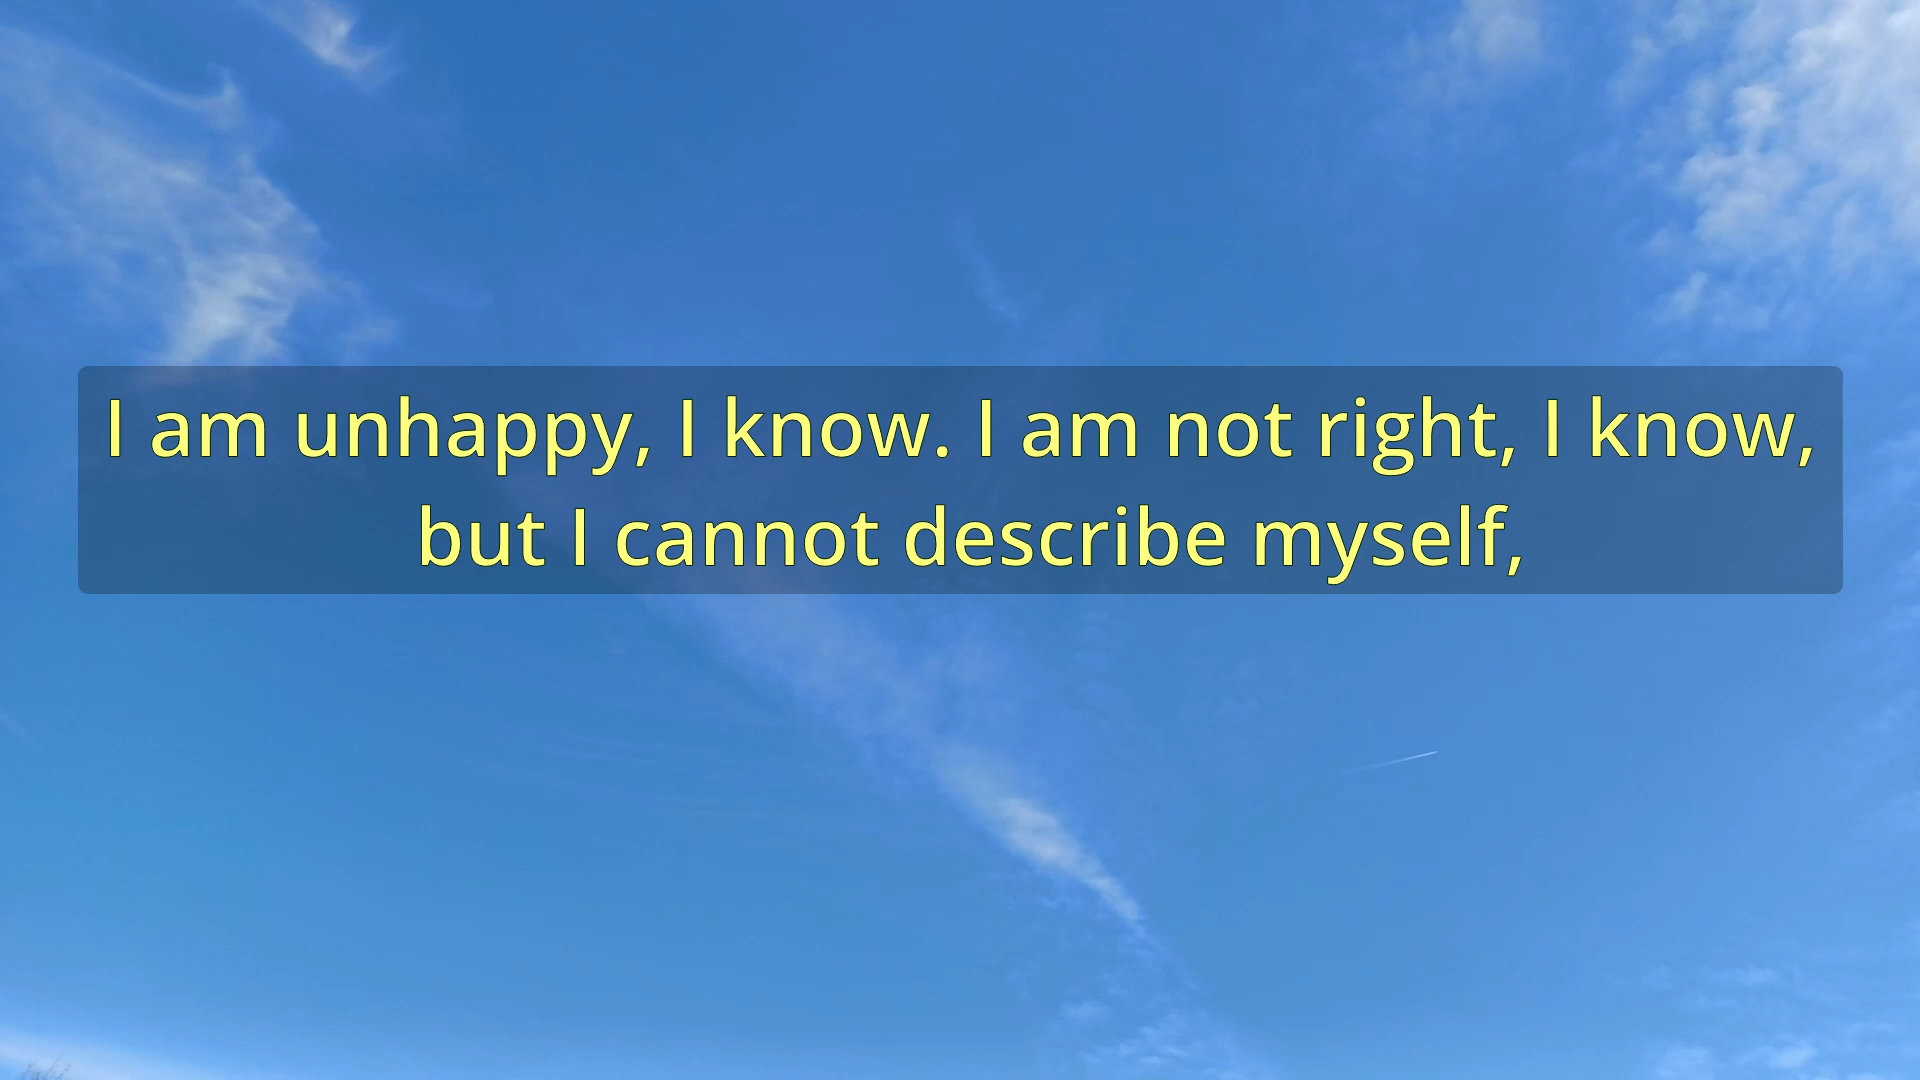 I am unhappy, I know. I am not right, I know,
but I cannot describe myself,